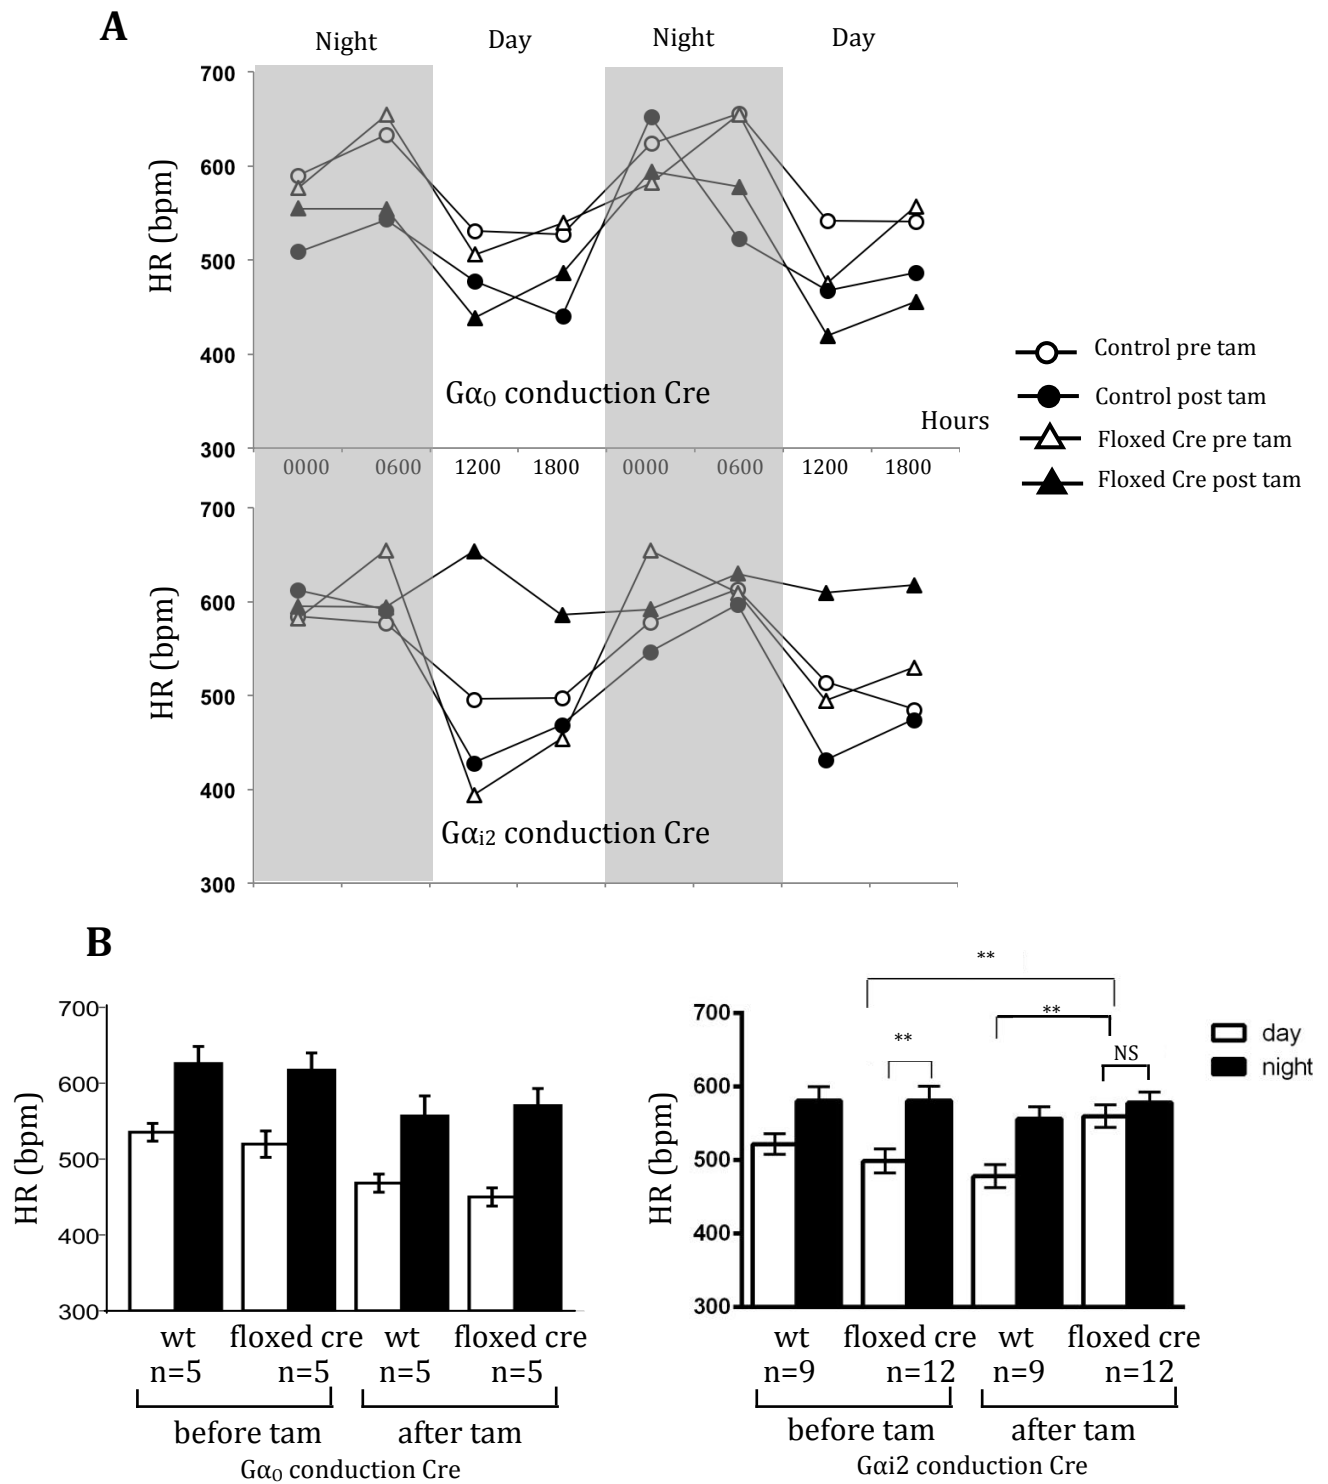 A
Night Day Night Day
700
600
500
400
300
HR (bpm)
GαO conduction Cre
Hours
0000 0600 1200 1800 0000 0600 1200 1800
Control pre tam
Control post tam
Floxed Cre pre tam
Floxed Cre post tam
700
600
500
400
300
HR (bpm)
Gαi2 conduction Cre
B
700
600
500
400
300
HR (bpm)
wt floxed cre wt floxed cre
n=5 n=5 n=5 n=5
before tam after tam
Gαo conduction Cre
**
**
**
NS
day
night
700
600
500
400
300
HR (bpm)
wt floxed cre wt floxed cre
n=9 n=12 n=9 n=12
before tam after tam
Gαi2 conduction Cre